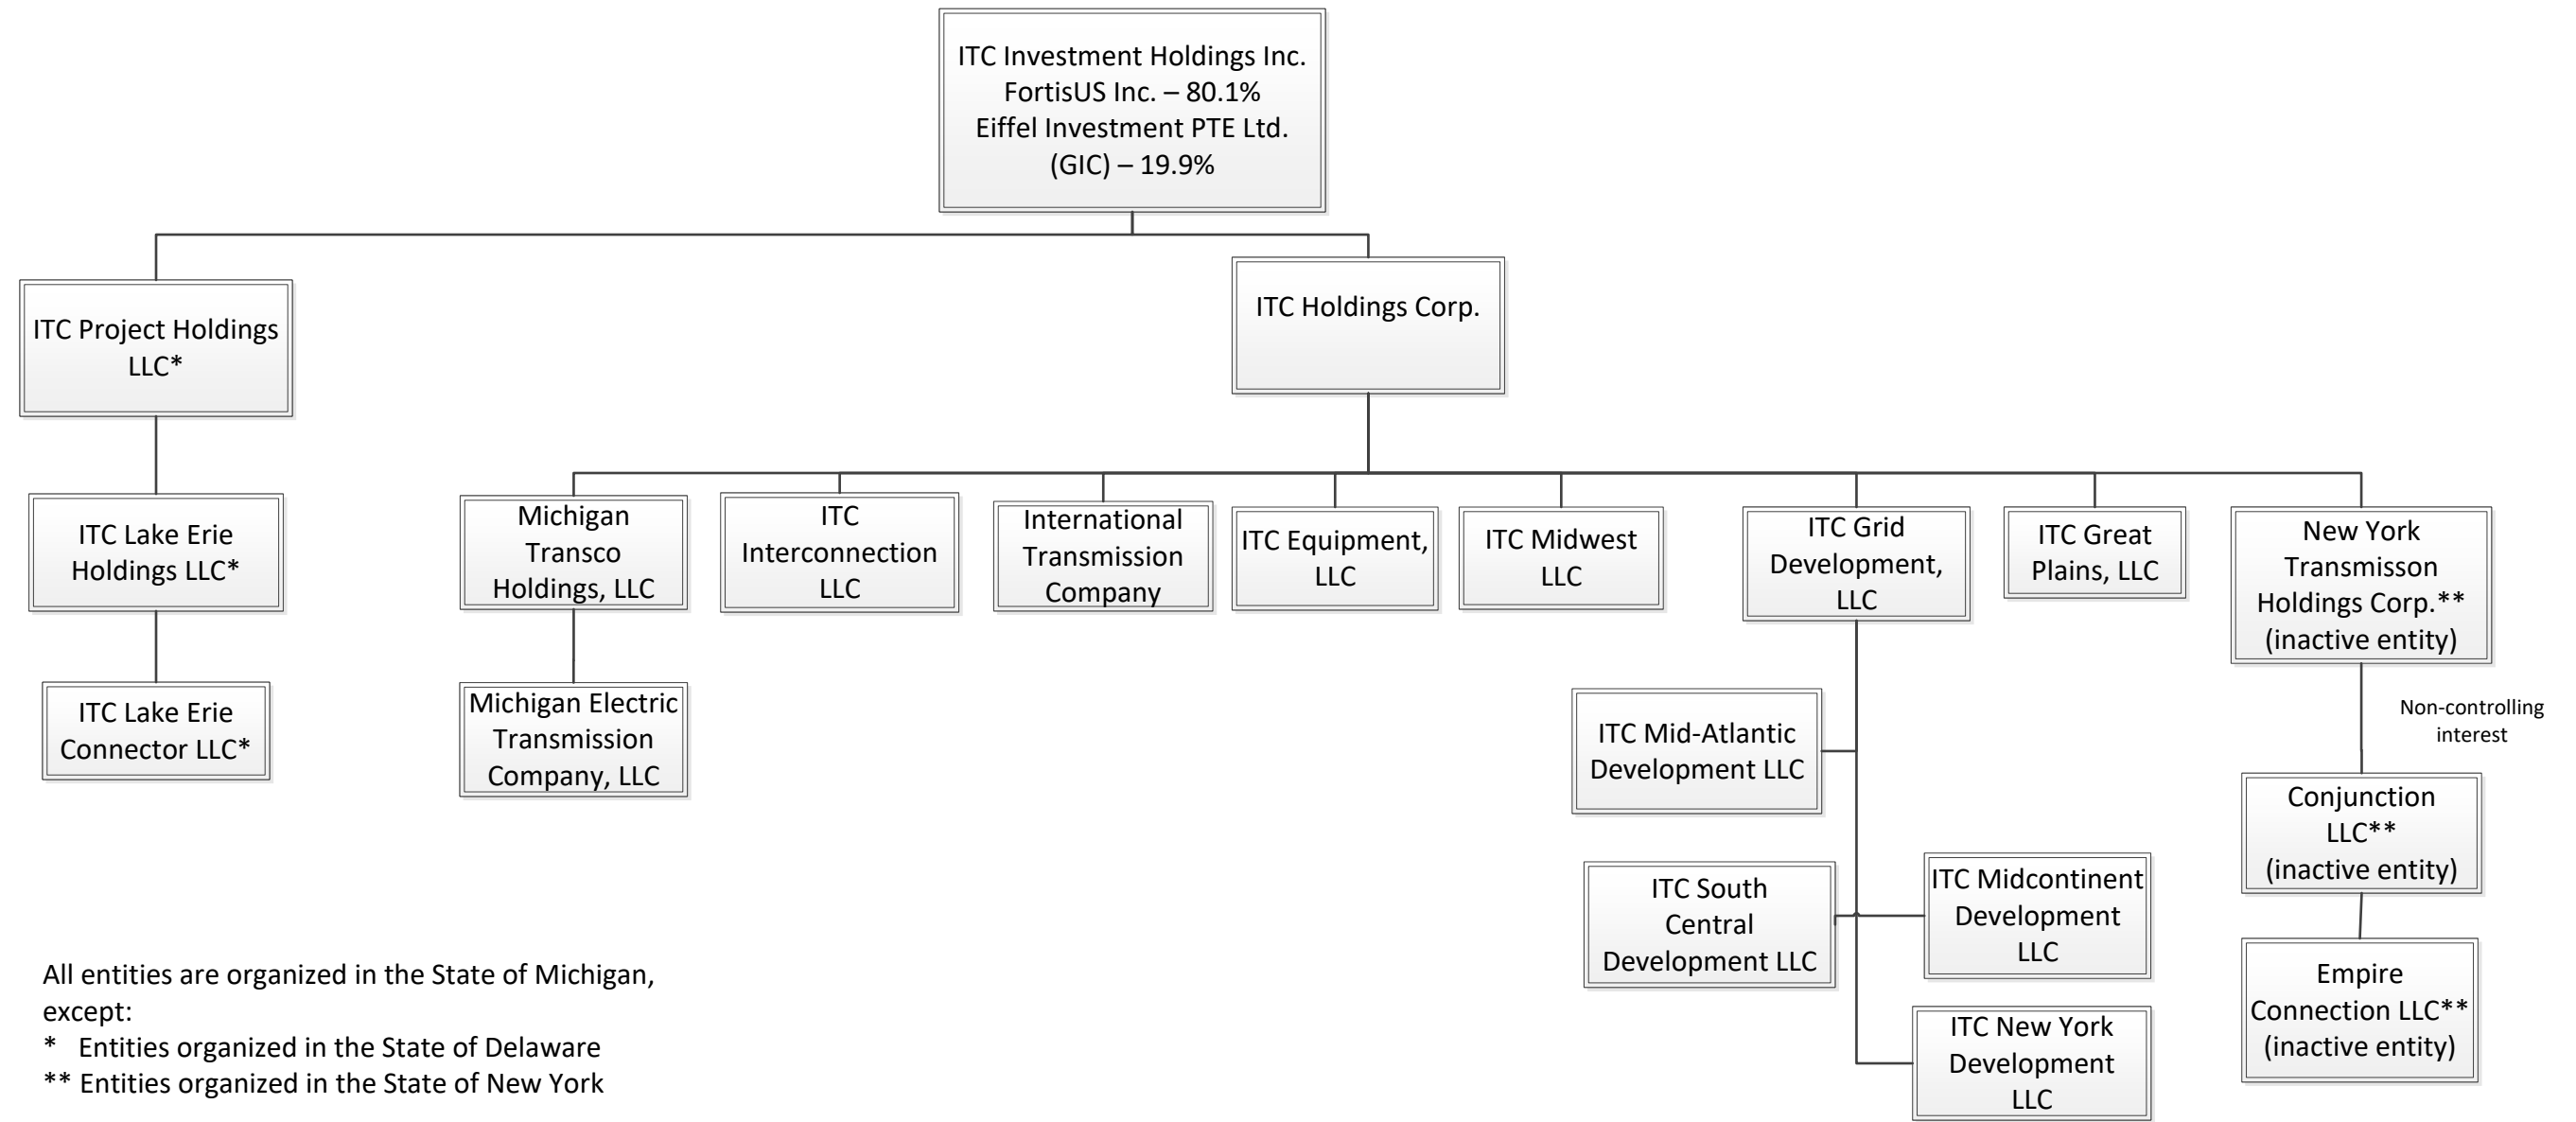 ITC Investment Holdings Inc.
FortisUS Inc. – 80.1%
Eiffel Investment PTE Ltd.
(GIC) – 19.9%
ITC Project Holdings
LLC*
ITC Holdings Corp.
ITC Lake Erie
Holdings LLC*
Michigan
Transco
Holdings, LLC
ITC
Interconnection
LLC
International
Transmission
Company
ITC Equipment,
LLC
ITC Midwest
LLC
ITC Grid
Development,
LLC
ITC Great
Plains, LLC
New York
Transmisson
Holdings Corp.**
(inactive entity)
ITC Lake Erie
Connector LLC*
Michigan Electric
Transmission
Company, LLC
ITC Mid-Atlantic
Development LLC
Non-controlling
interest
Conjunction
LLC**
(inactive entity)
ITC South
Central
Development LLC
ITC Midcontinent
Development
LLC
Empire
Connection LLC**
(inactive entity)
ITC New York
Development
LLC
All entities are organized in the State of Michigan,
except:
* Entities organized in the State of Delaware
** Entities organized in the State of New York